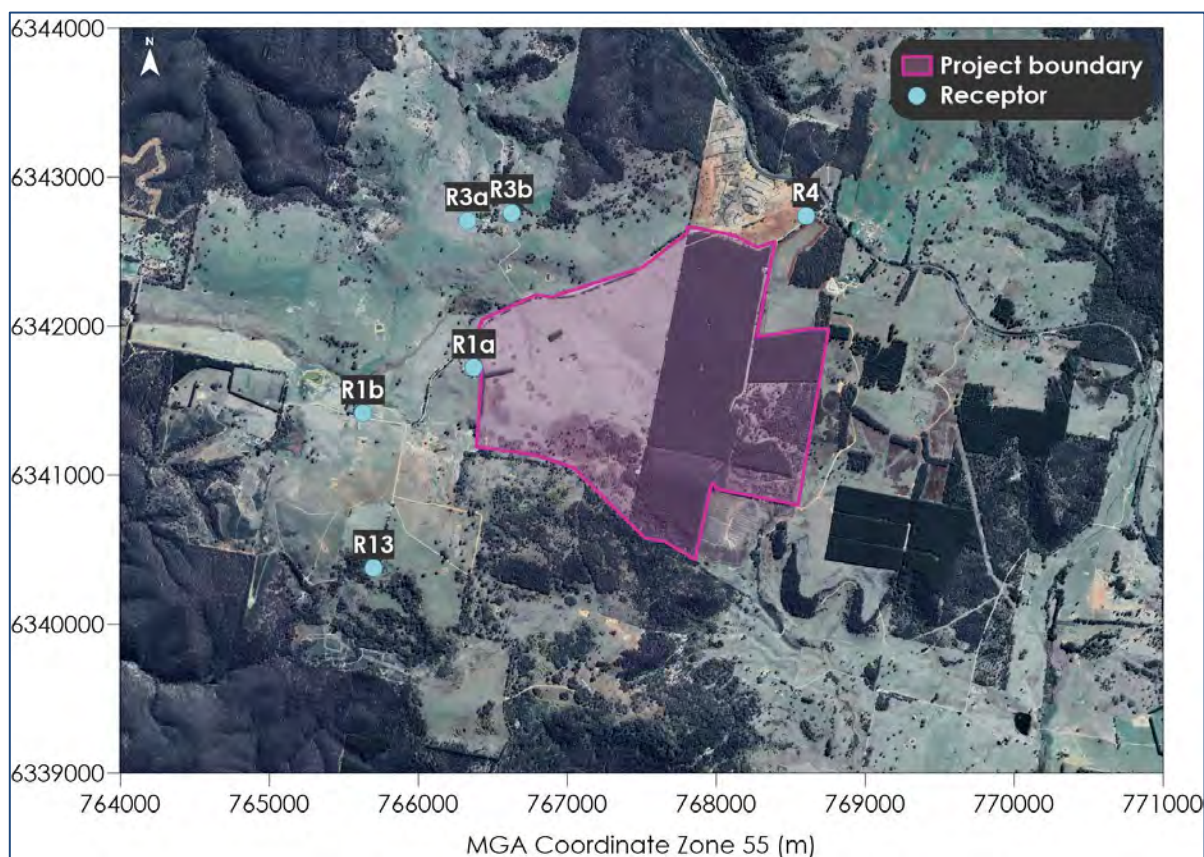 6344000
N
Project boundary
Receptor
6343000
R3a
R3b
R4
6342000
R1a
R1b
6341000
R13
6340000
6339000
764000 765000 766000 767000 768000 769000 770000 771000
MGA Coordinate Zone 55 (m)